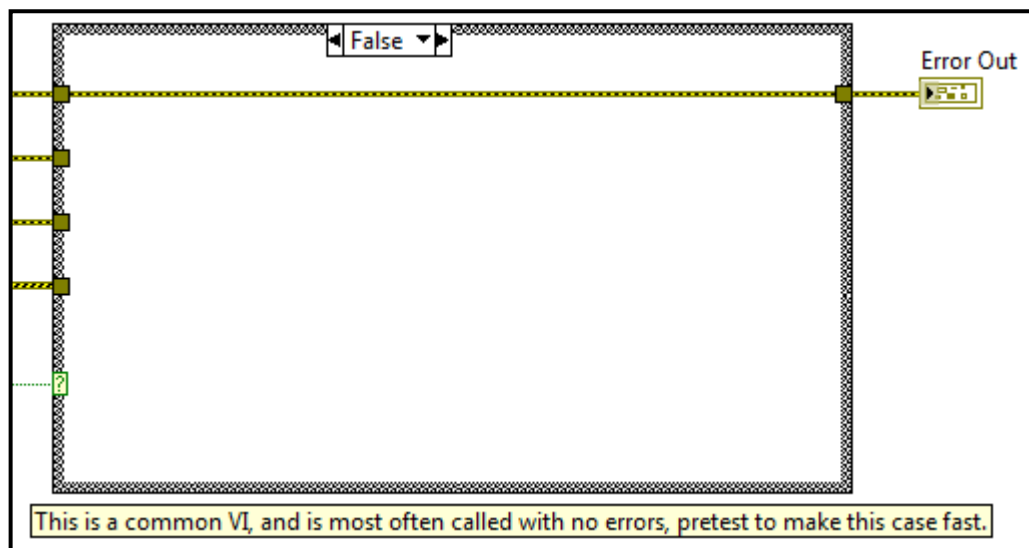 False
Error Out
?
This is a common VI, and is most often called with no errors, pretest to make this case fast.